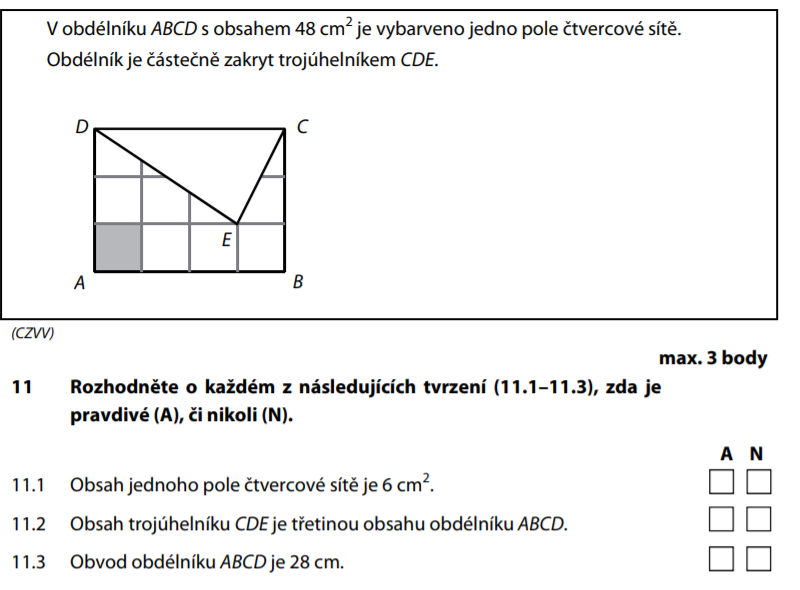 V obdélníku ABCD s obsahem 48 cm² je vybarveno jedno pole čtvercové sítě.
Obdélník je částečně zakryt trojúhelníkem CDE.
D C
E
A B
(CZVV)
max. 3 body
11 Rozhodněte o každém z následujících tvrzení (11.1–11.3), zda je
pravdivé (A), či nikoli (N).
A N
11.1 Obsah jednoho pole čtvercové sítě je 6 cm².
11.2 Obsah trojúhelníku CDE je třetinou obsahu obdélníku ABCD.
11.3 Obvod obdélníku ABCD je 28 cm.